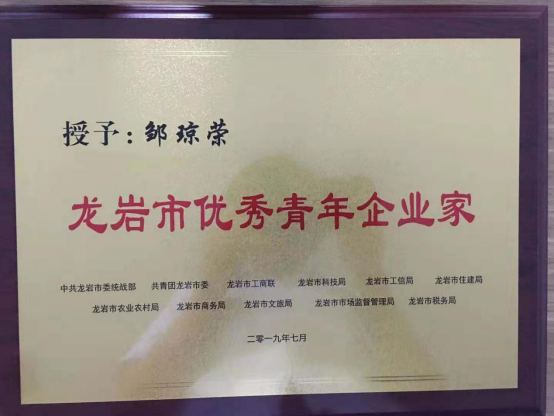 授予：邹琼荣
龙岩市优秀青年企业家
中共龙岩市委统战部 共青团龙岩市委 龙岩市工商联 龙岩市科技局 龙岩市工信局 龙岩市住建局
龙岩市农业农村局 龙岩市商务局 龙岩市文旅局 龙岩市市场监督管理局 龙岩市税务局
二零一九年七月